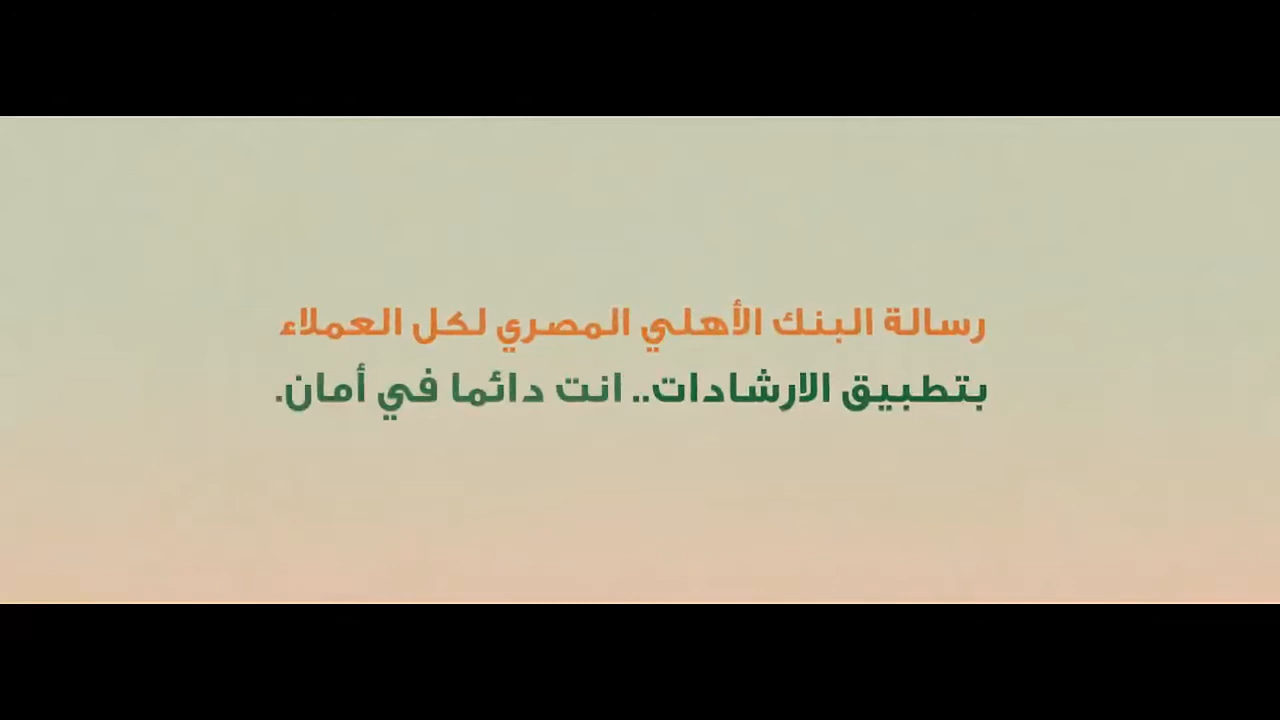 رسالة البنك الأهلي المصري لكل العملاء
بتطبيق الارشادات.. انت دائما في أمان.